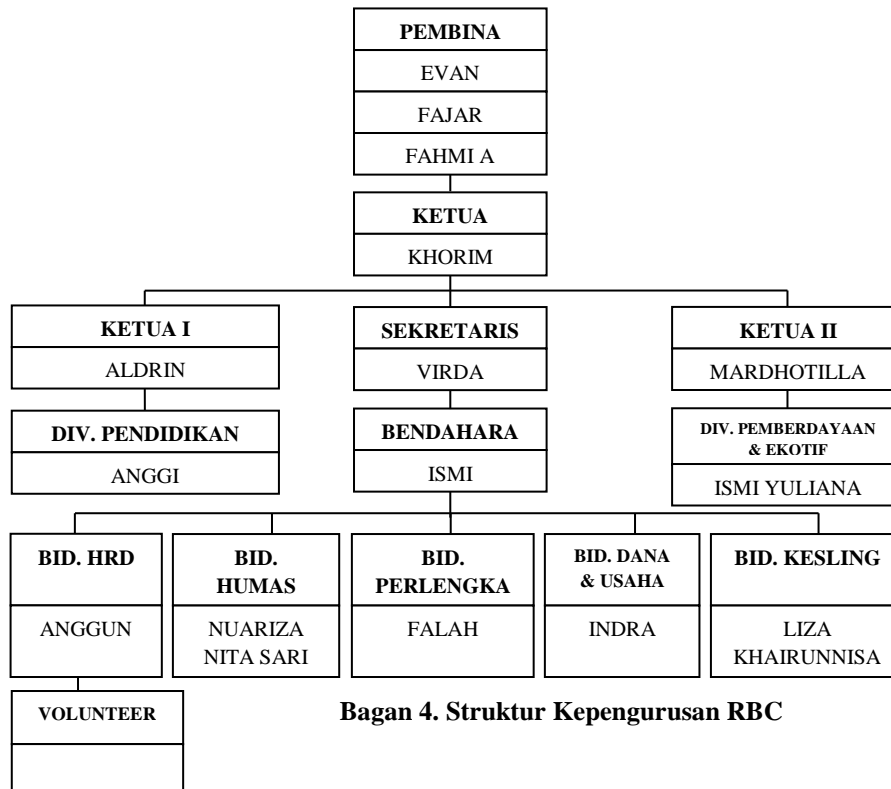 PEMBINA
EVAN
FAJAR
FAHMI A
KETUA
KHORIM
KETUA I
ALDRIN
SEKRETARIS
VIRDA
KETUA II
MARDHOTILLA
DIV. PENDIDIKAN
ANGGI
BENDAHARA
ISMI
DIV. PEMBERDAYAAN
& EKOTIF
ISMI YULIANA
BID. HRD
ANGGUN
BID.
HUMAS
NUARIZA
NITA SARI
BID.
PERLENGKA
FALAH
BID. DANA
& USAHA
INDRA
BID. KESLING
LIZA
KHAIRUNNISA
VOLUNTEER
Bagan 4. Struktur Kepengurusan RBC